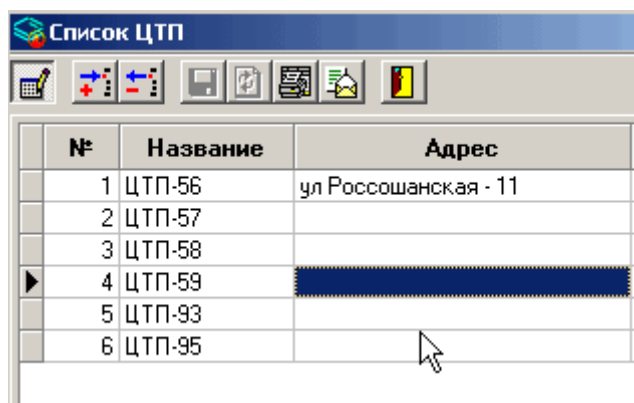 Список ЦТП
№ Название Адрес
1 ЦТП-56 ул Россошанская - 11
2 ЦТП-57
3 ЦТП-58
4 ЦТП-59
5 ЦТП-93
6 ЦТП-95